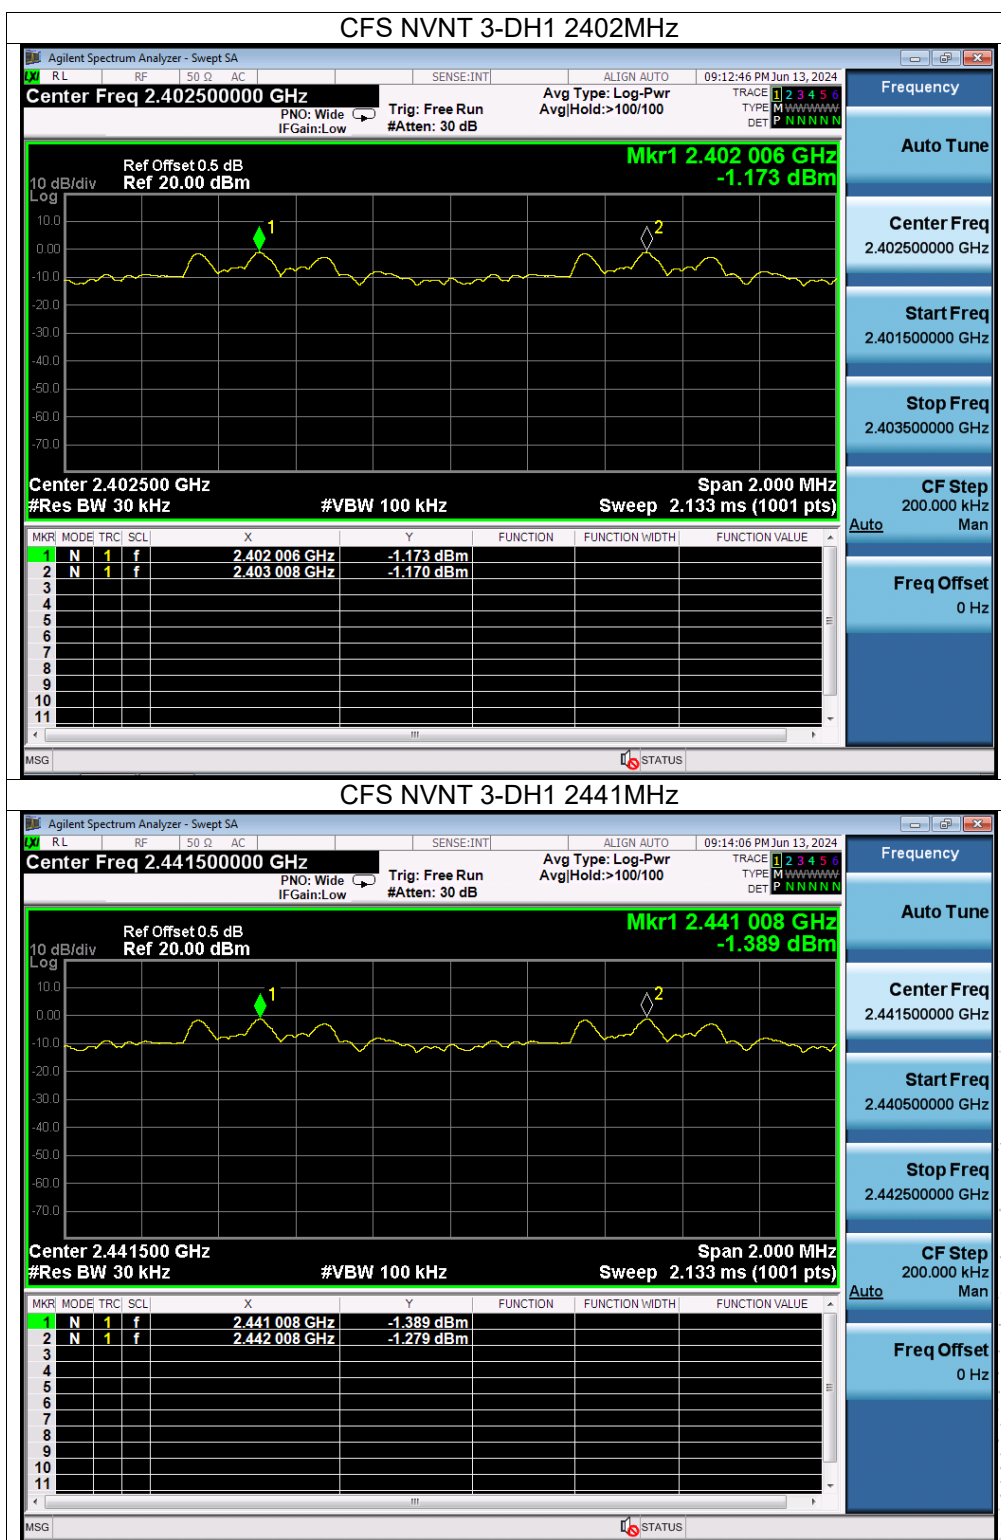 CFS NVNT 3-DH1 2402MHz
Agilent Spectrum Analyzer - Swept SA
LXI RL RF 50 Ω AC SENSE:INT ALIGN AUTO 09:12:46 PM Jun 13, 2024
Center Freq 2.402500000 GHz
PNO: Wide
IFGain:Low
Trig: Free Run
#Atten: 30 dB
Avg Type: Log-Pwr
Avg|Hold:>100/100
TRACE 1 2 3 4 5 6
TYPE M WWWWW
DET P N N N N N
Mkr1 2.402 006 GHz
-1.173 dBm
Ref Offset 0.5 dB
10 dB/div Ref 20.00 dBm
Log
10.0
0.00
-10.0
-20.0
-30.0
-40.0
-50.0
-60.0
-70.0
1
2
Center 2.402500 GHz Span 2.000 MHz
#Res BW 30 kHz #VBW 100 kHz Sweep 2.133 ms (1001 pts)
MKR MODE TRC SCL X Y FUNCTION FUNCTION WIDTH FUNCTION VALUE
1 N 1 f 2.402 006 GHz -1.173 dBm
2 N 1 f 2.403 008 GHz -1.170 dBm
3
4
5
6
7
8
9
10
11
MSG STATUS
Frequency
Auto Tune
Center Freq
2.402500000 GHz
Start Freq
2.401500000 GHz
Stop Freq
2.403500000 GHz
CF Step
200.000 kHz
Auto Man
Freq Offset
0 Hz
CFS NVNT 3-DH1 2441MHz
Agilent Spectrum Analyzer - Swept SA
LXI RL RF 50 Ω AC SENSE:INT ALIGN AUTO 09:14:06 PM Jun 13, 2024
Center Freq 2.441500000 GHz
PNO: Wide
IFGain:Low
Trig: Free Run
#Atten: 30 dB
Avg Type: Log-Pwr
Avg|Hold:>100/100
TRACE 1 2 3 4 5 6
TYPE M WWWWW
DET P N N N N N
Mkr1 2.441 008 GHz
-1.389 dBm
Ref Offset 0.5 dB
10 dB/div Ref 20.00 dBm
Log
10.0
0.00
-10.0
-20.0
-30.0
-40.0
-50.0
-60.0
-70.0
1
2
Center 2.441500 GHz Span 2.000 MHz
#Res BW 30 kHz #VBW 100 kHz Sweep 2.133 ms (1001 pts)
MKR MODE TRC SCL X Y FUNCTION FUNCTION WIDTH FUNCTION VALUE
1 N 1 f 2.441 008 GHz -1.389 dBm
2 N 1 f 2.442 008 GHz -1.279 dBm
3
4
5
6
7
8
9
10
11
MSG STATUS
Frequency
Auto Tune
Center Freq
2.441500000 GHz
Start Freq
2.440500000 GHz
Stop Freq
2.442500000 GHz
CF Step
200.000 kHz
Auto Man
Freq Offset
0 Hz